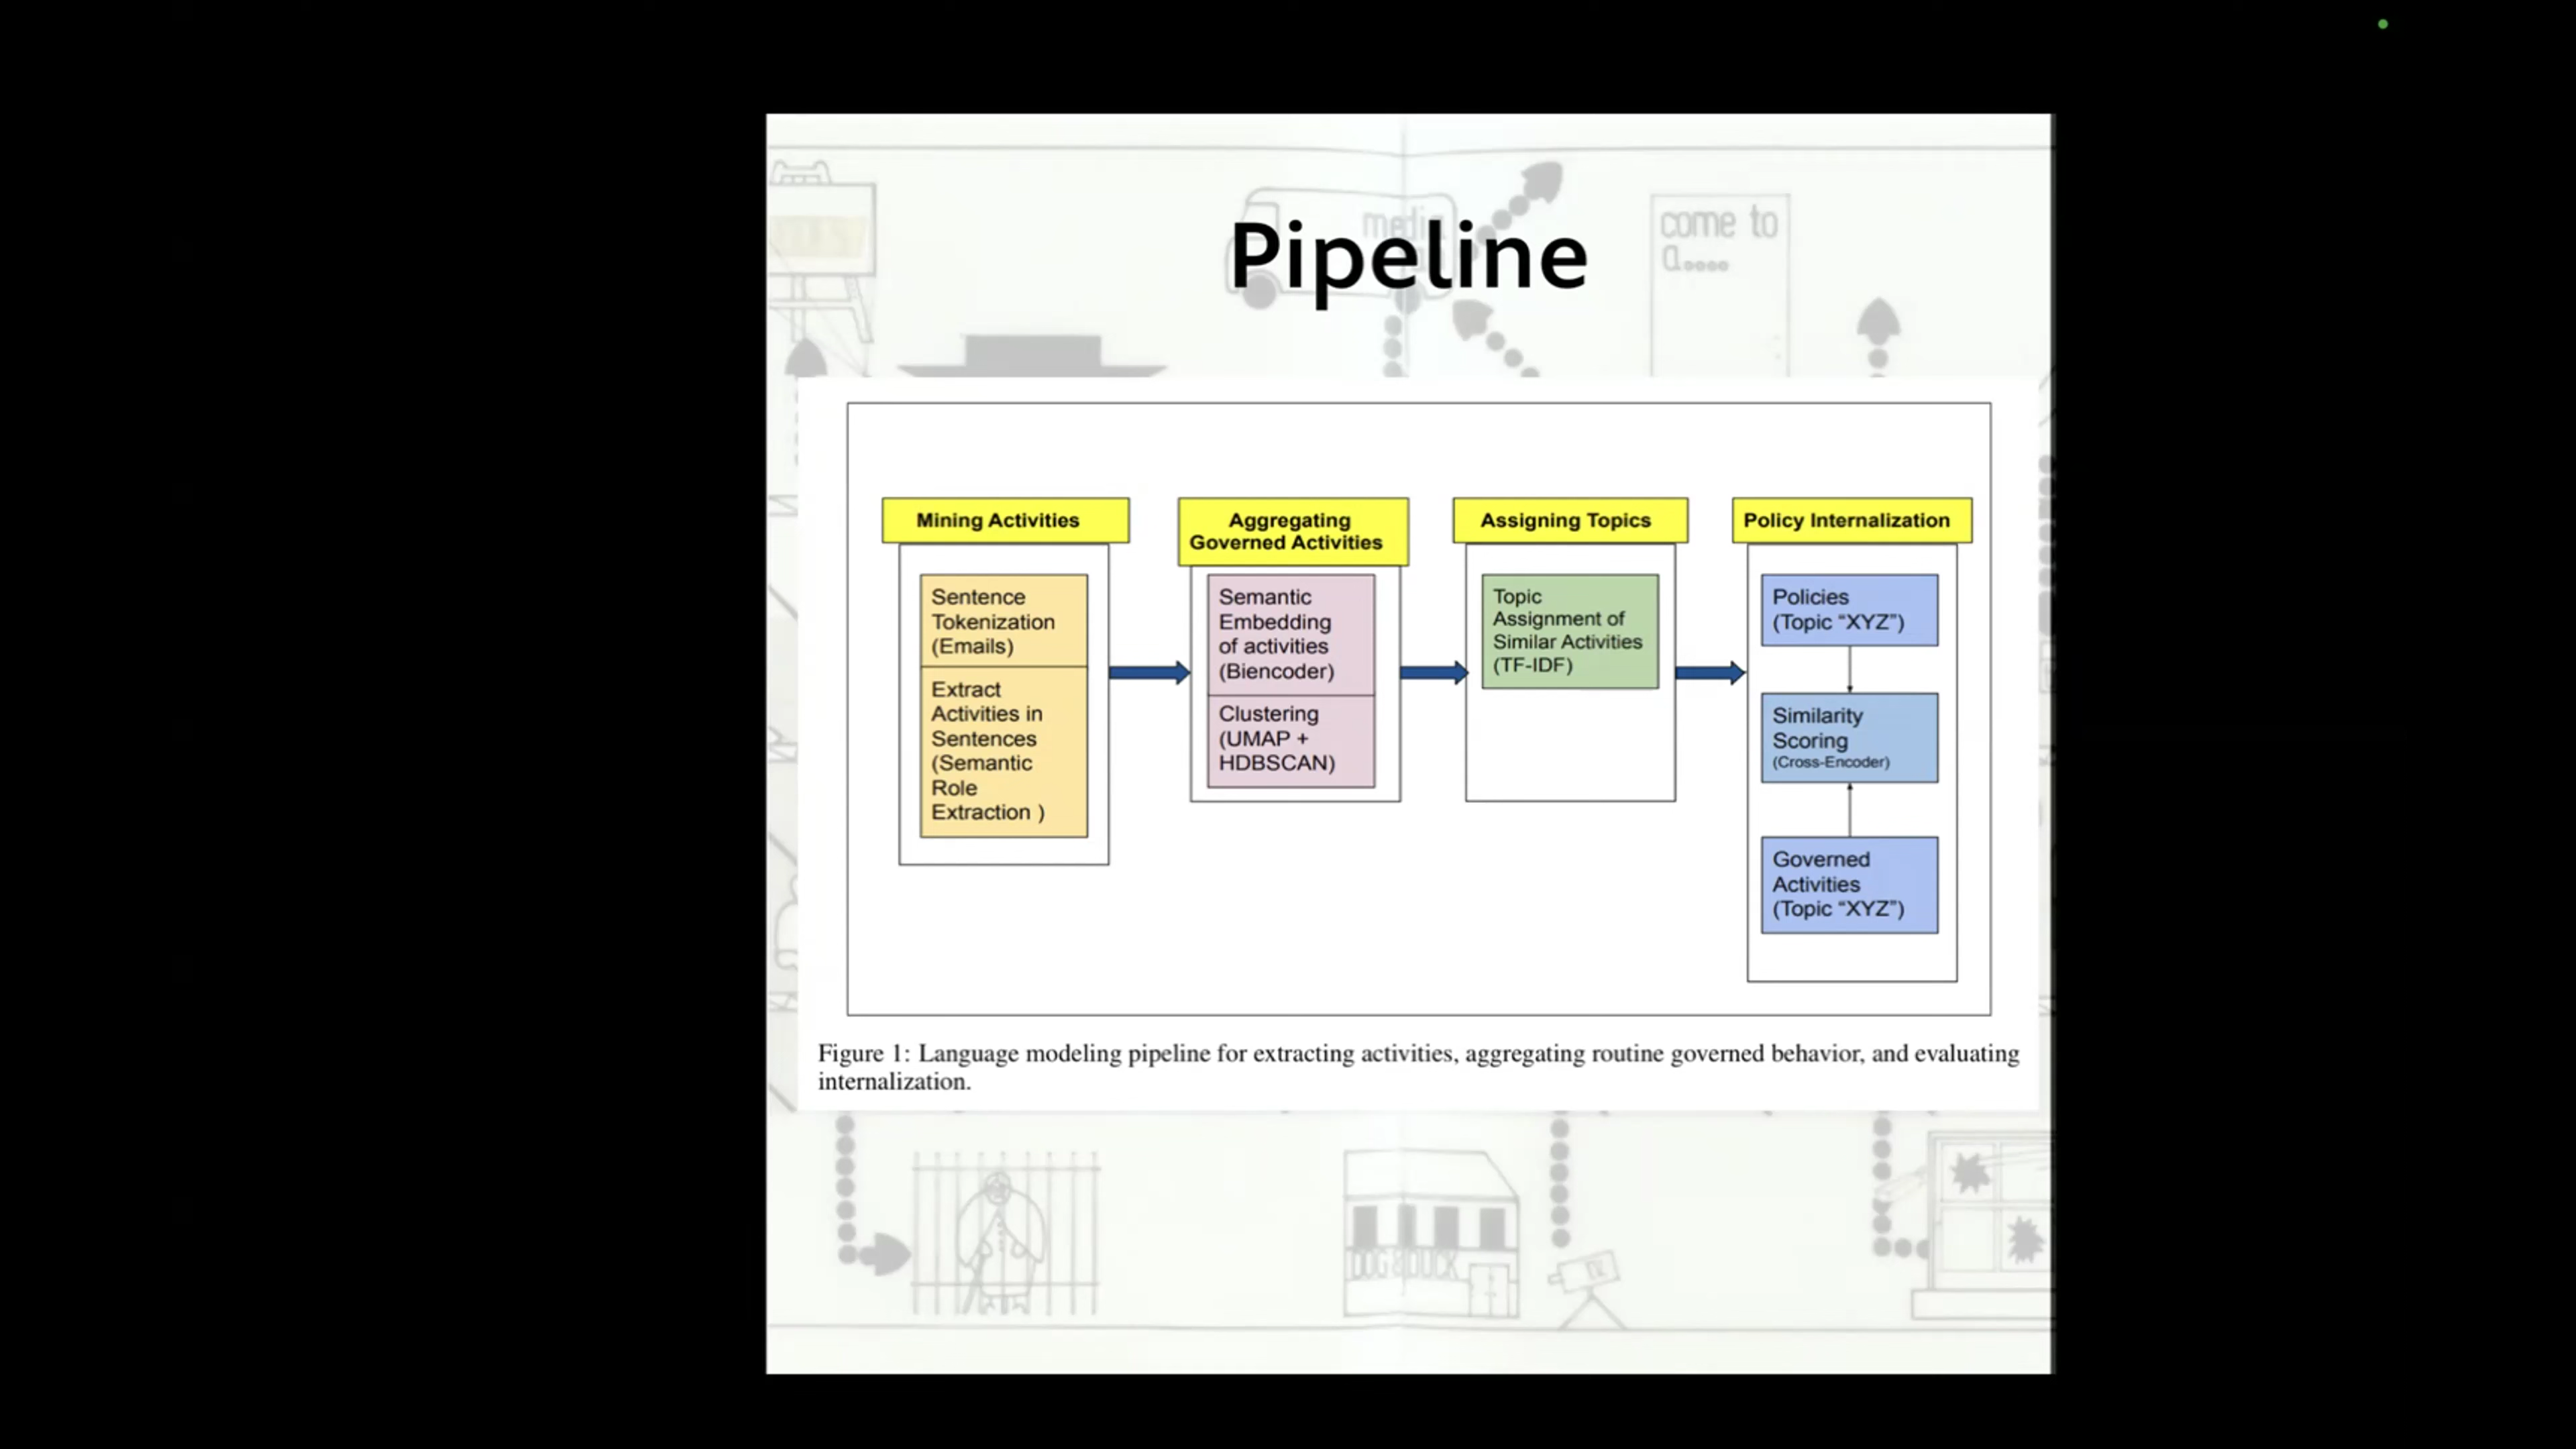 Pipeline
media
come to
a....
Mining Activities
Sentence
Tokenization
(Emails)
Extract
Activities in
Sentences
(Semantic
Role
Extraction )
Aggregating
Governed Activities
Semantic
Embedding
of activities
(Biencoder)
Clustering
(UMAP +
HDBSCAN)
Assigning Topics
Topic
Assignment of
Similar Activities
(TF-IDF)
Policy Internalization
Policies
(Topic “XYZ”)
Similarity
Scoring
(Cross-Encoder)
Governed
Activities
(Topic “XYZ”)
Figure 1: Language modeling pipeline for extracting activities, aggregating routine governed behavior, and evaluating
internalization.
DOG & DUCK